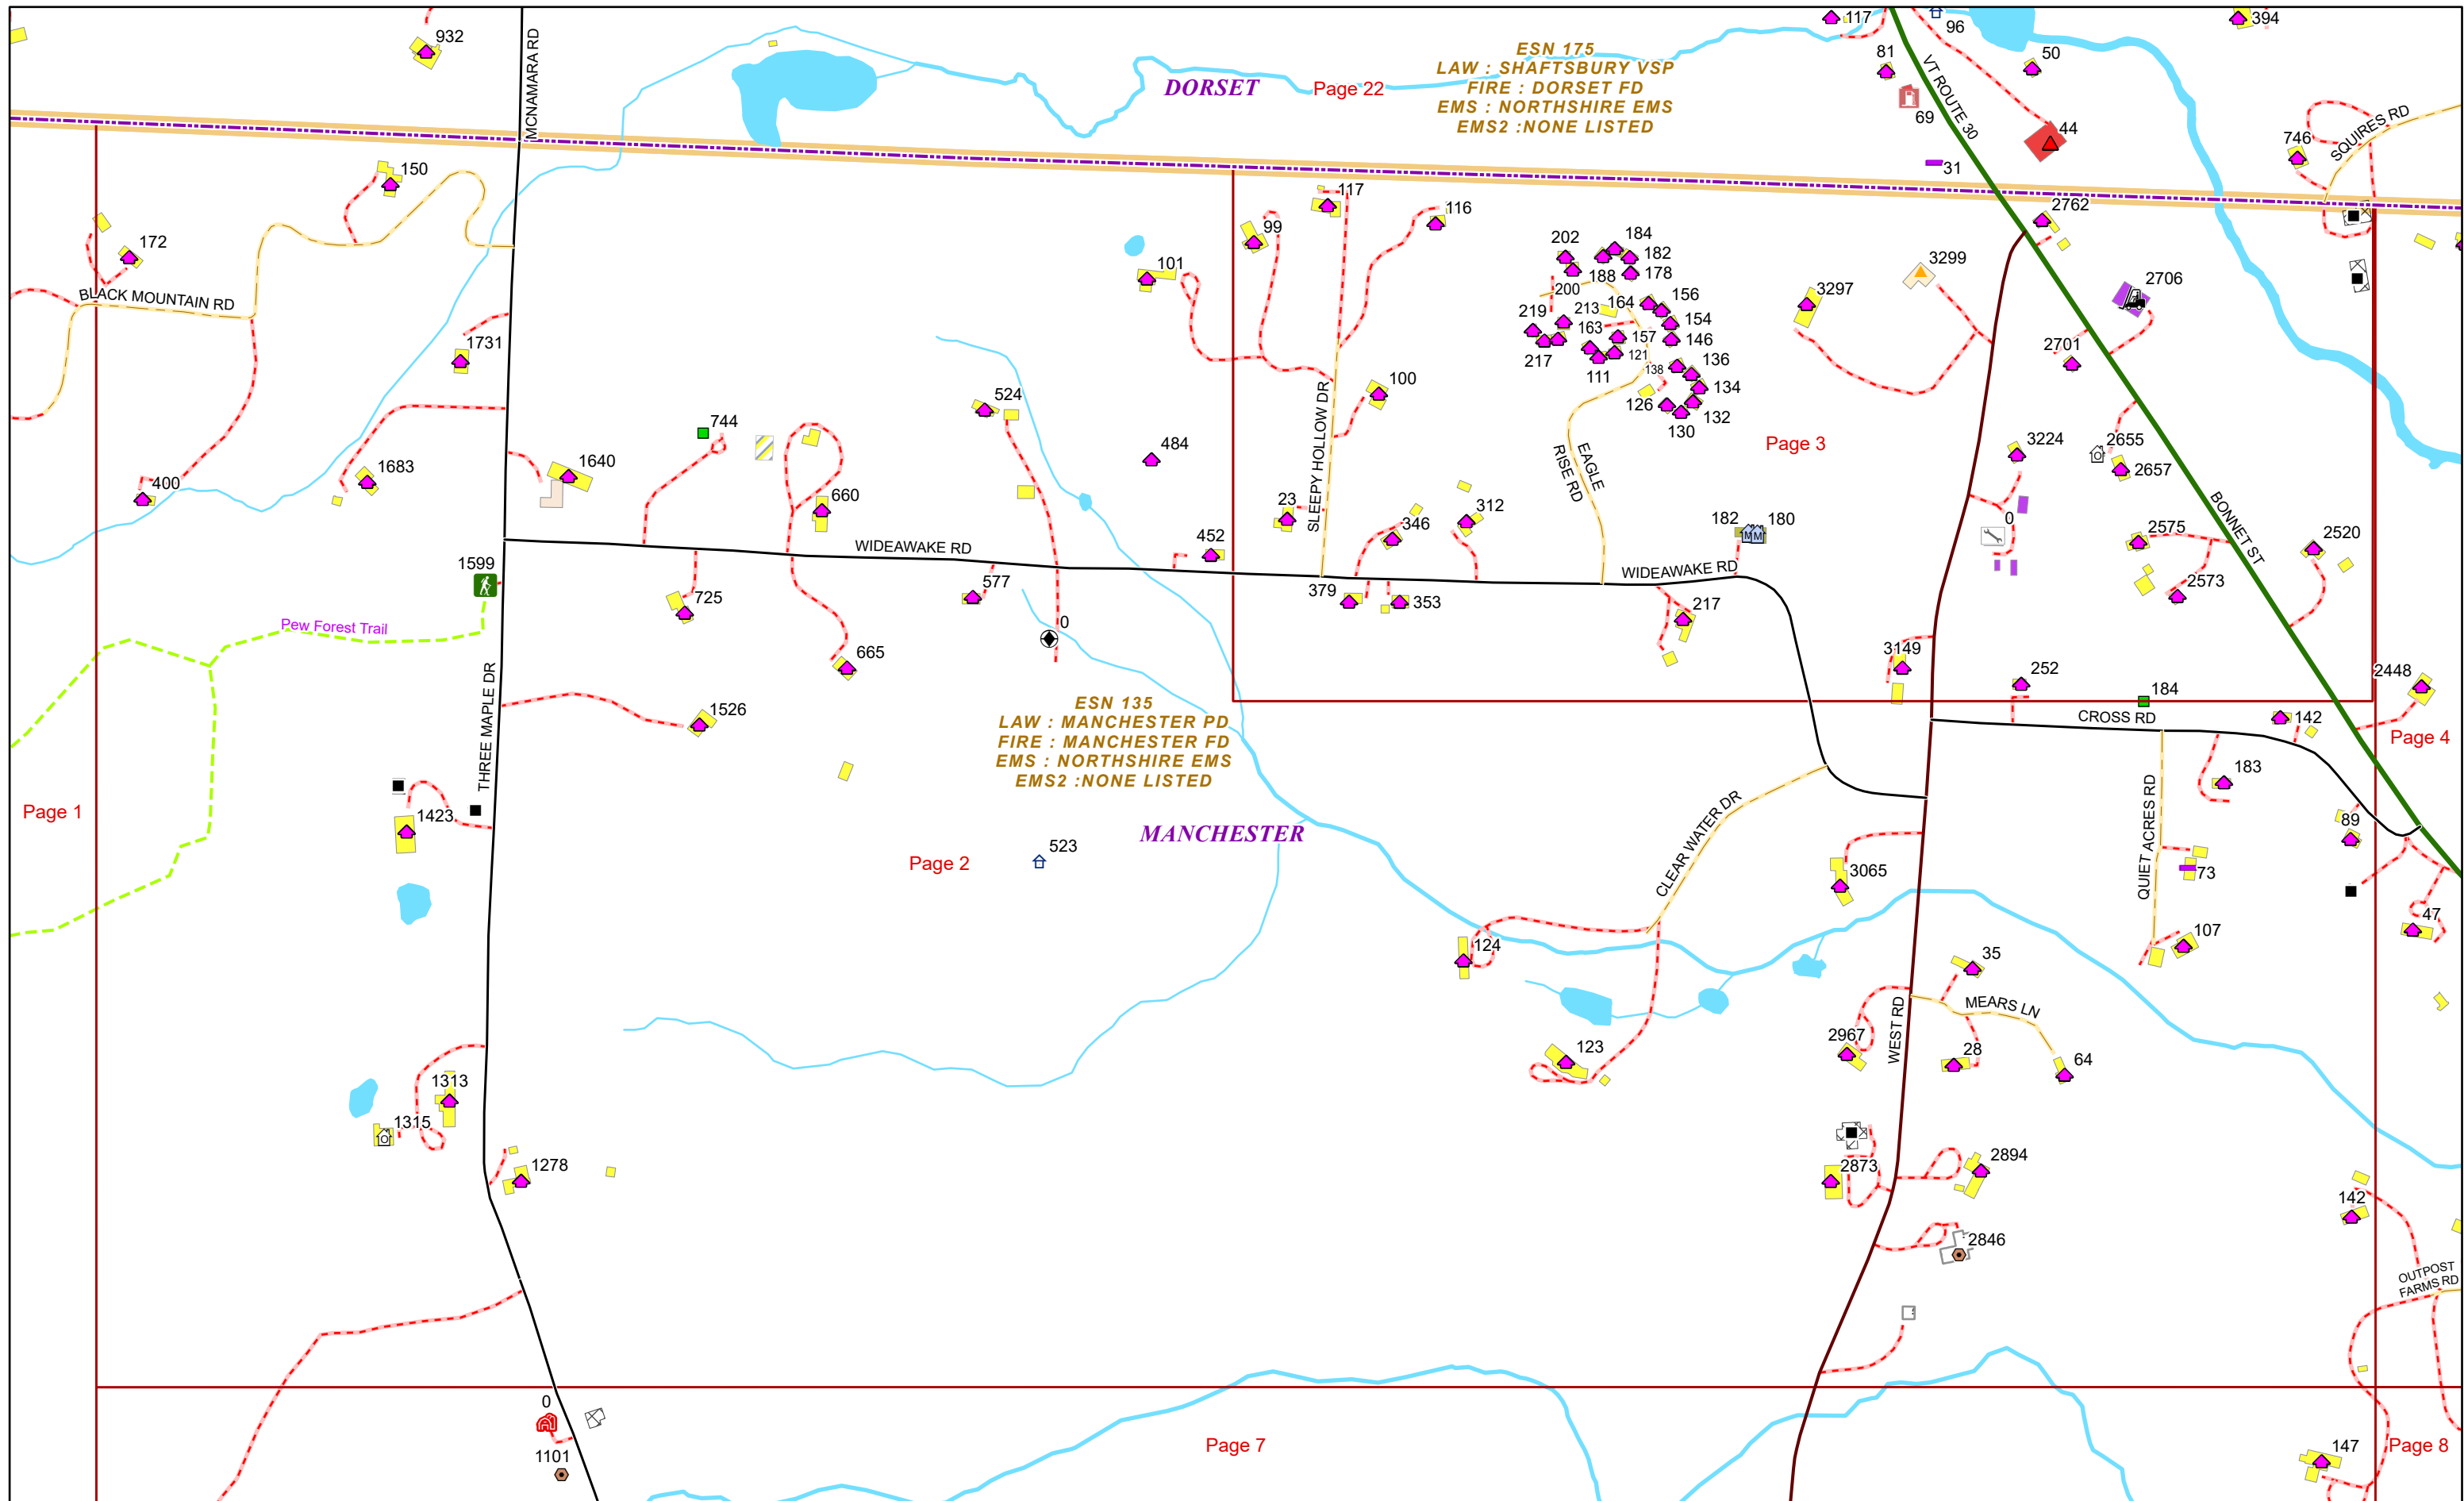 932
MCNAMARA RD
117
96
394
81
50
VT ROUTE 30
69
44
31
746
SQUIRES RD
ESN 175
LAW : SHAFTSBURY VSP
FIRE : DORSET FD
EMS : NORTHSHIRE EMS
EMS2 :NONE LISTED
DORSET
Page 22
150
172
BLACK MOUNTAIN RD
1731
400
1683
1640
744
660
524
484
452
101
99
117
116
100
SLEEPY HOLLOW DR
23
346
312
202
184
182
188
178
200
213
164
156
219
163
154
157
146
217
121
111
138
136
134
126
132
130
EAGLE
RISE RD
3297
3299
2762
2706
2701
Page 3
3224
2655
2657
BONNET ST
0
2575
2573
2520
182
180
WIDEAWAKE RD
WIDEAWAKE RD
1599
Pew Forest Trail
THREE MAPLE DR
725
577
0
665
379
353
217
3149
252
184
2448
1526
ESN 135
LAW : MANCHESTER PD
FIRE : MANCHESTER FD
EMS : NORTHSHIRE EMS
EMS2 :NONE LISTED
MANCHESTER
CROSS RD
142
Page 4
183
QUIET ACRES RD
89
73
47
107
Page 1
1423
Page 2
523
CLEAR WATER DR
3065
124
123
35
MEARS LN
WEST RD
2967
28
64
1313
1315
1278
2873
2894
2846
142
OUTPOST
FARMS RD
0
1101
Page 7
147
Page 8